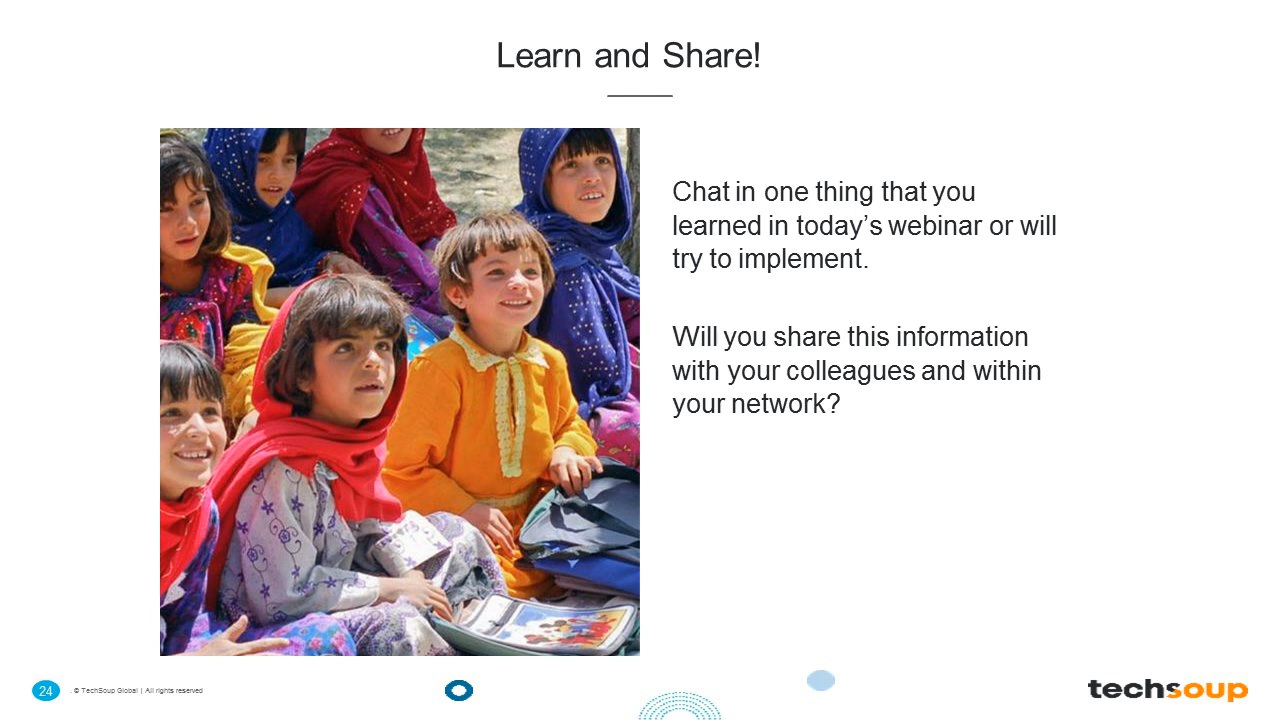 Learn and Share!
Chat in one thing that you
learned in today’s webinar or will
try to implement.
Will you share this information
with your colleagues and within
your network?
24
. © TechSoup Global | All rights reserved
techsoup